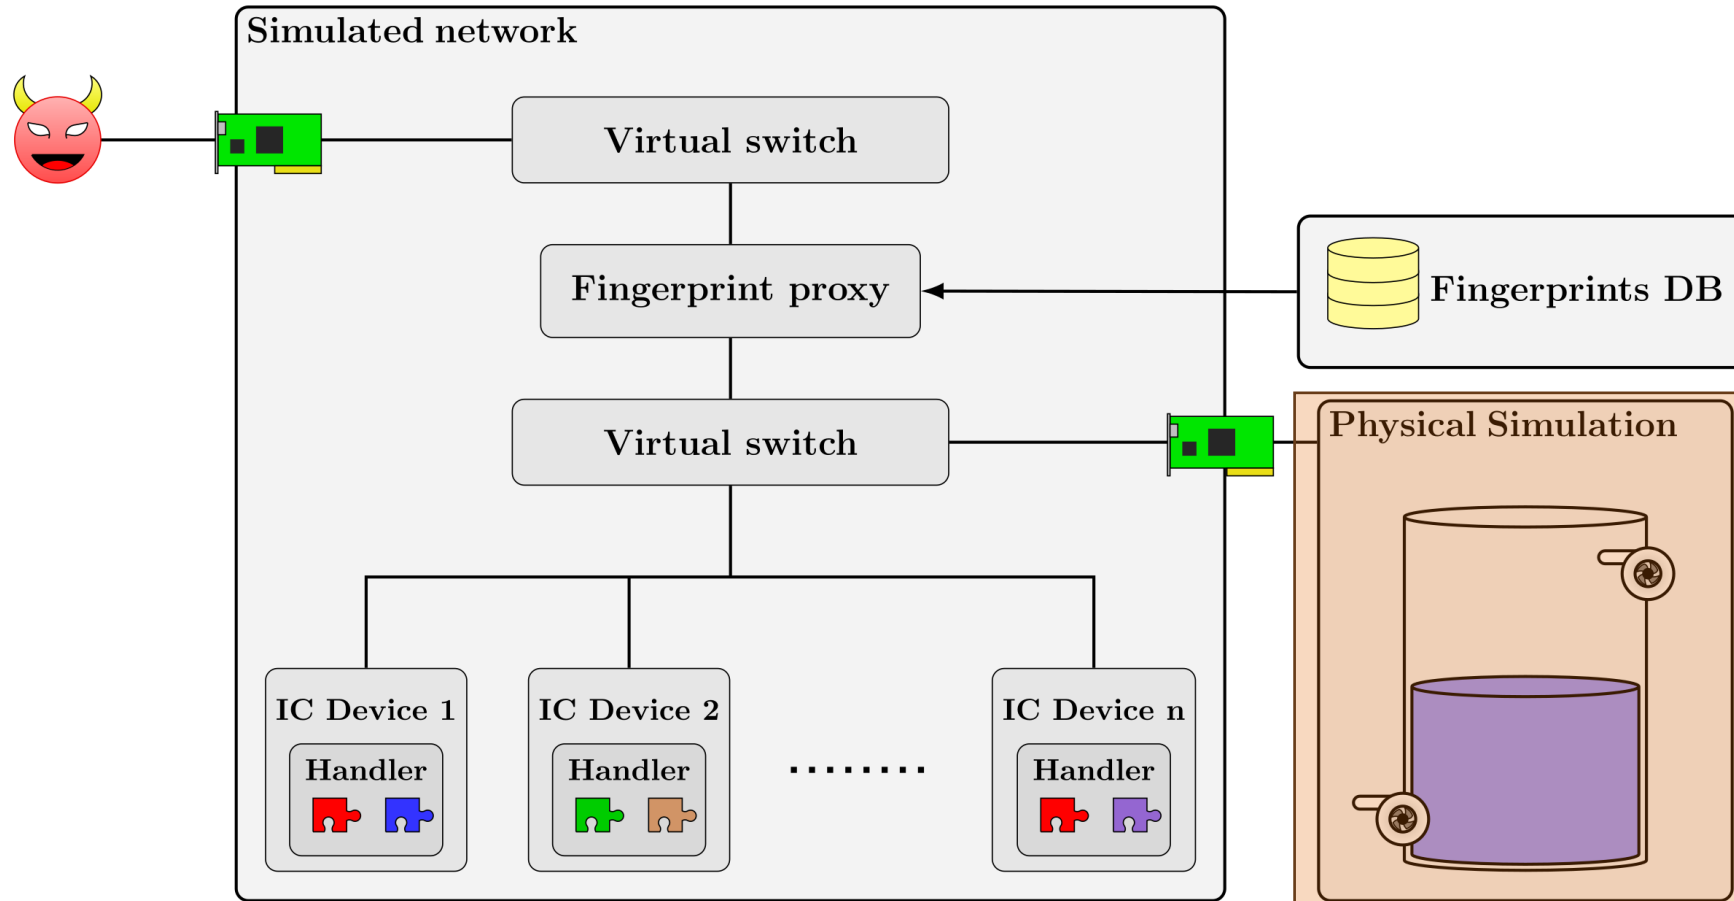 Simulated network
Virtual switch
Fingerprint proxy
Fingerprints DB
Virtual switch
Physical Simulation
IC Device 1
Handler
IC Device 2
Handler
........
IC Device n
Handler